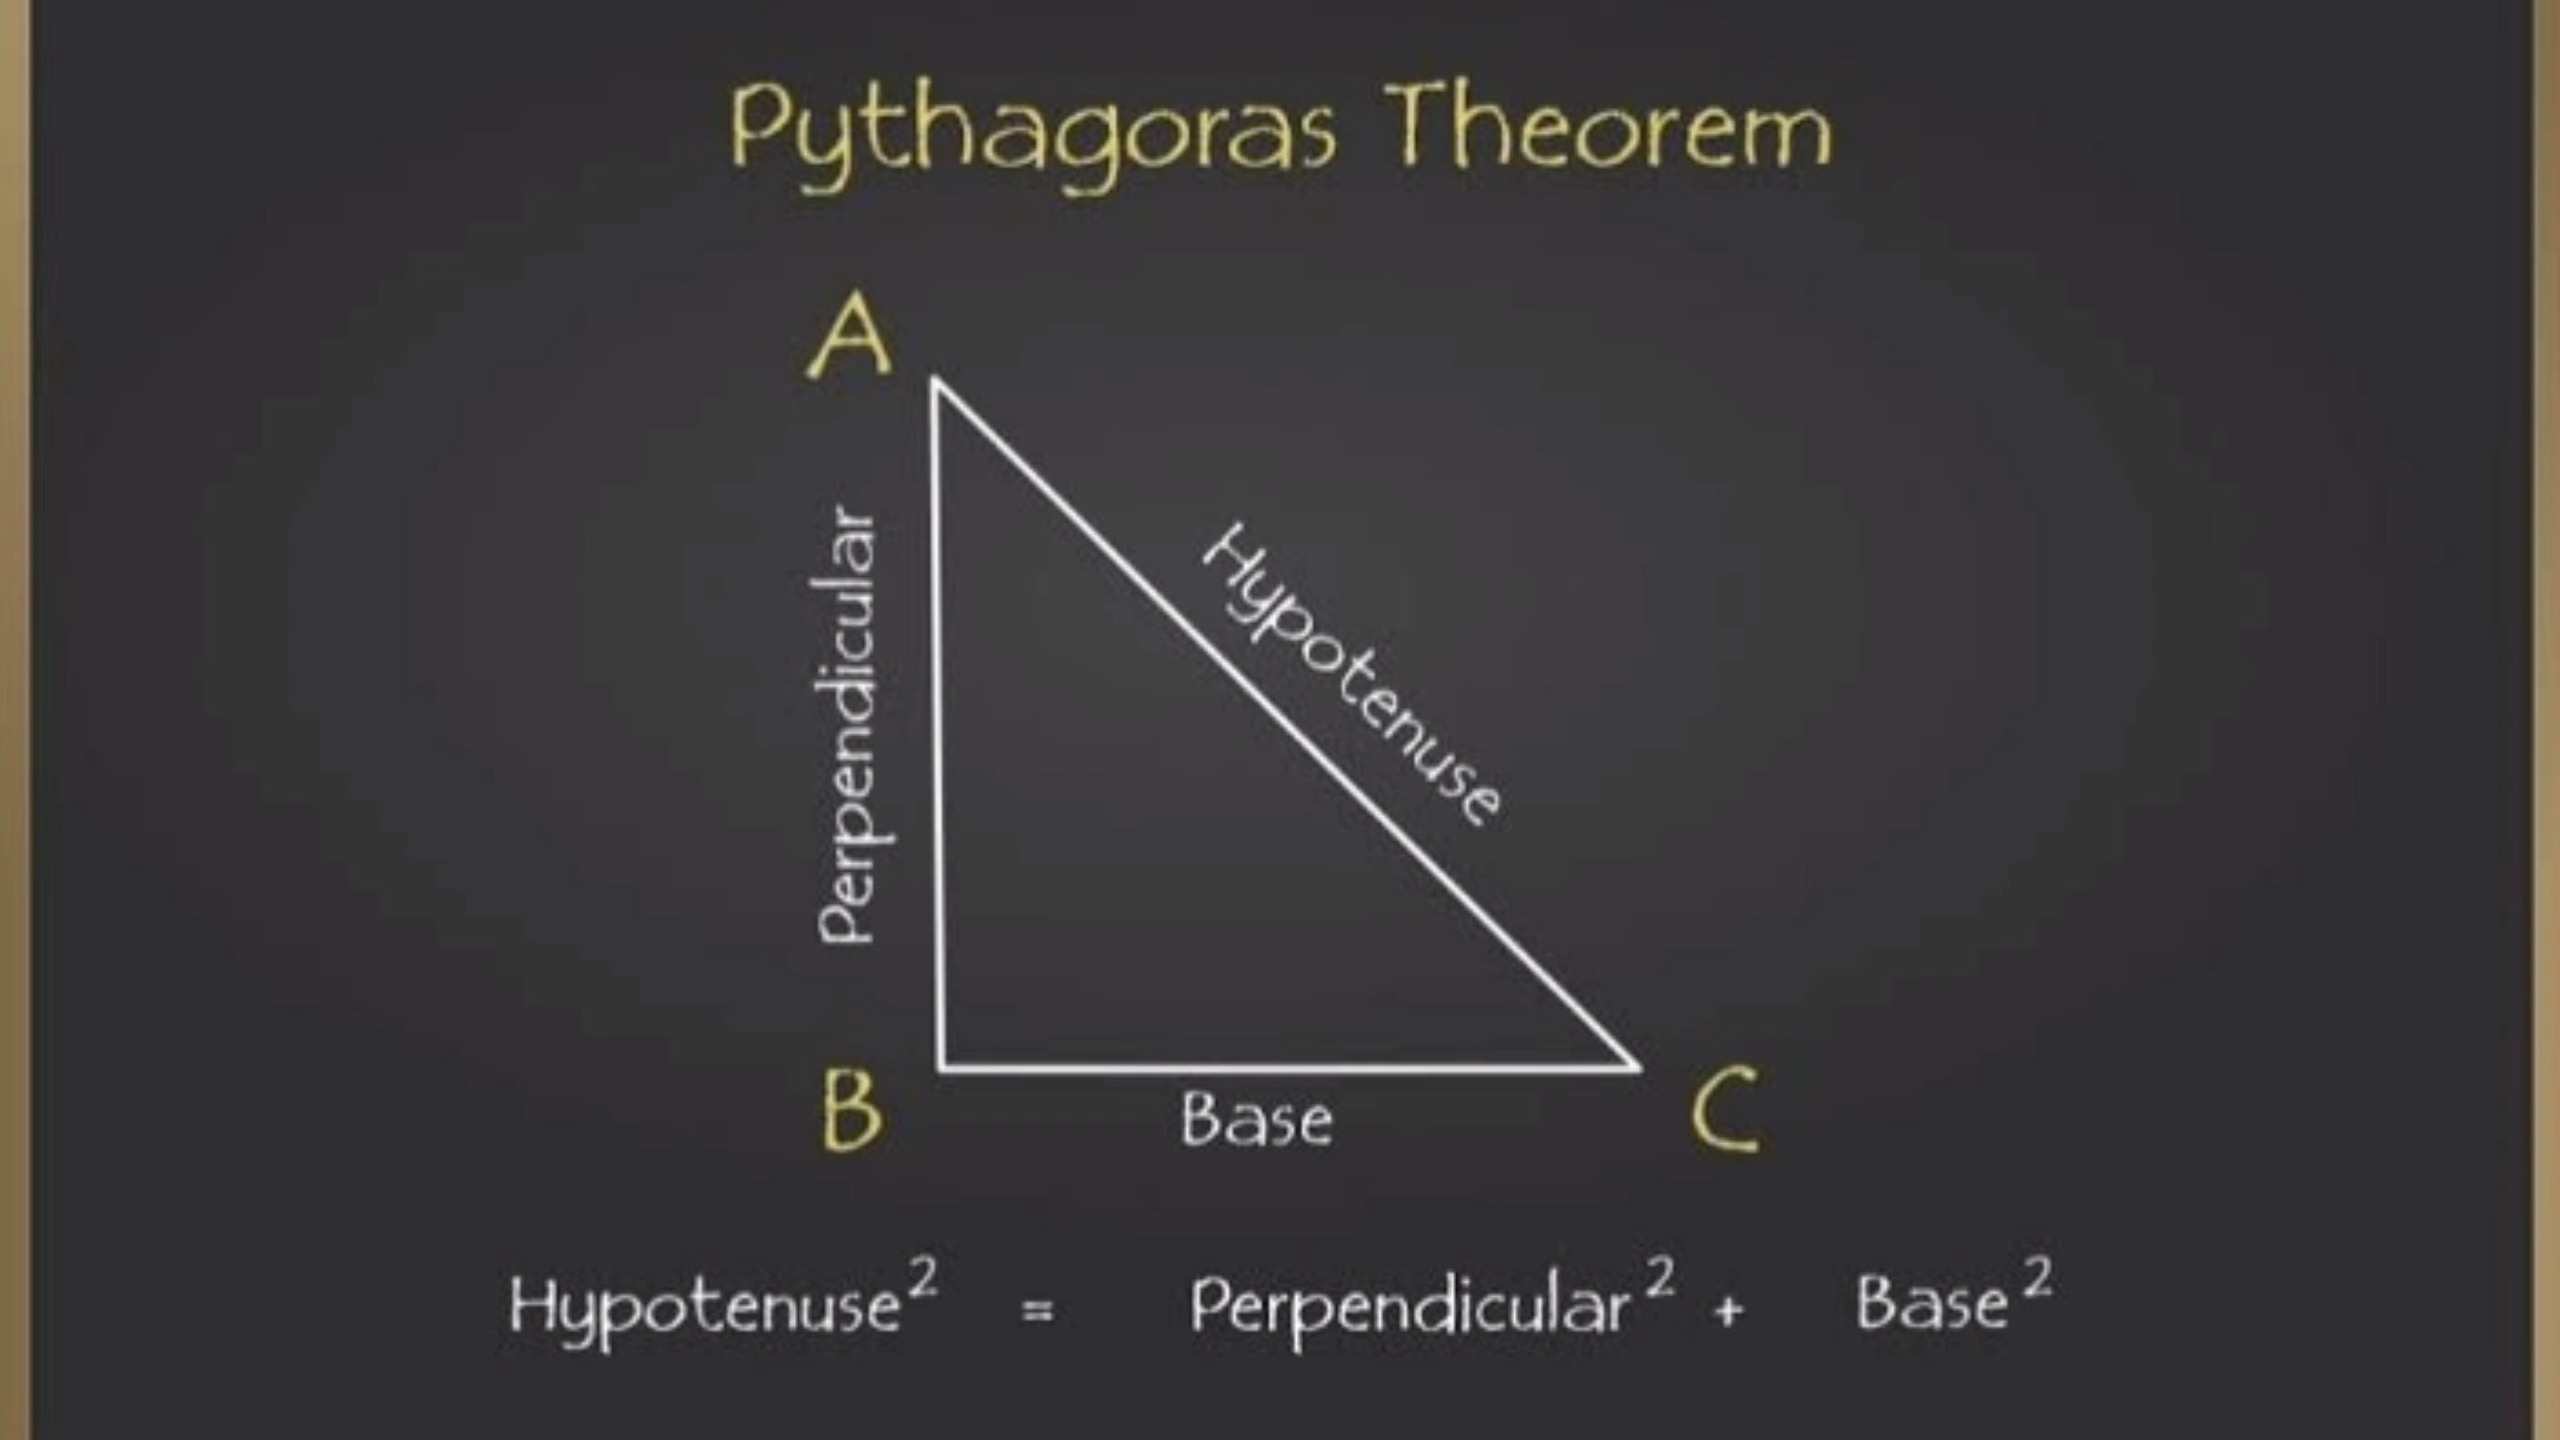 Pythagoras Theorem
A
Perpendicular
Hypotenuse
B
Base
C
Hypotenuse² = Perpendicular² + Base²